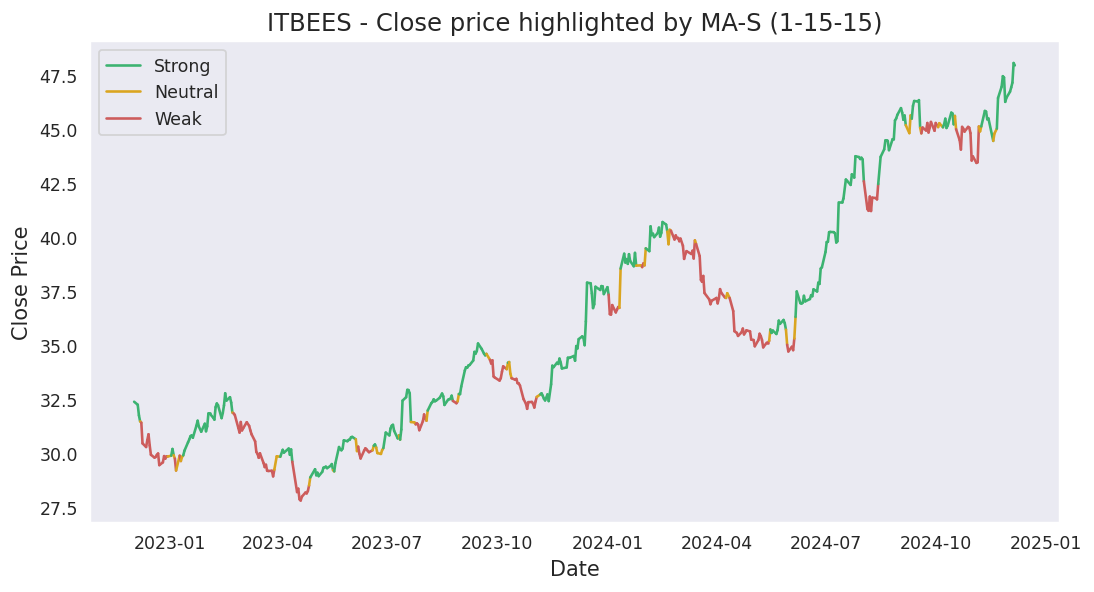 ITBEES - Close price highlighted by MA-S (1-15-15)
Strong
Neutral
Weak
Close Price
47.5
45.0
42.5
40.0
37.5
35.0
32.5
30.0
27.5
2023-01 2023-04 2023-07 2023-10 2024-01 2024-04 2024-07 2024-10 2025-01
Date